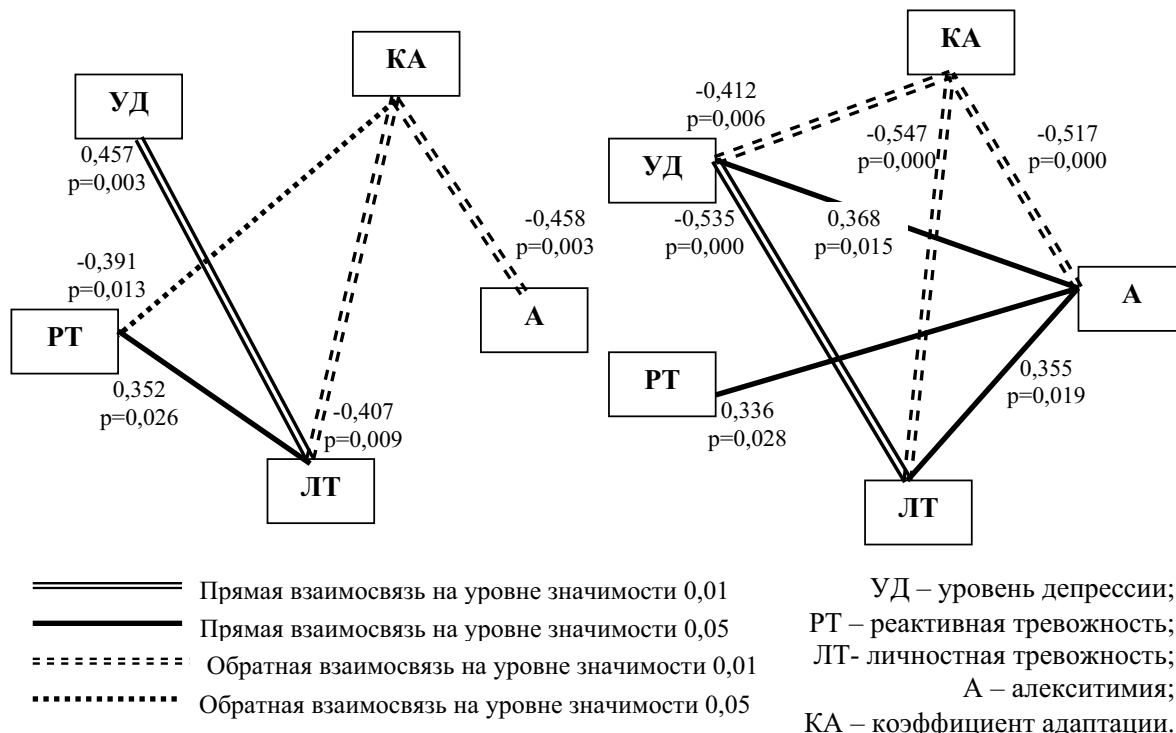 КА
УД
0,457
p=0,003
-0,458
p=0,003
-0,391
p=0,013
А
РТ
0,352
p=0,026
-0,407
p=0,009
ЛТ
КА
-0,412
p=0,006
-0,547
p=0,000
-0,517
p=0,000
УД
-0,535
p=0,000
0,368
p=0,015
А
РТ
0,355
p=0,019
0,336
p=0,028
ЛТ
Прямая взаимосвязь на уровне значимости 0,01
Прямая взаимосвязь на уровне значимости 0,05
Обратная взаимосвязь на уровне значимости 0,01
Обратная взаимосвязь на уровне значимости 0,05
УД – уровень депрессии;
РТ – реактивная тревожность;
ЛТ- личностная тревожность;
А – алекситимия;
КА – коэффициент адаптации.